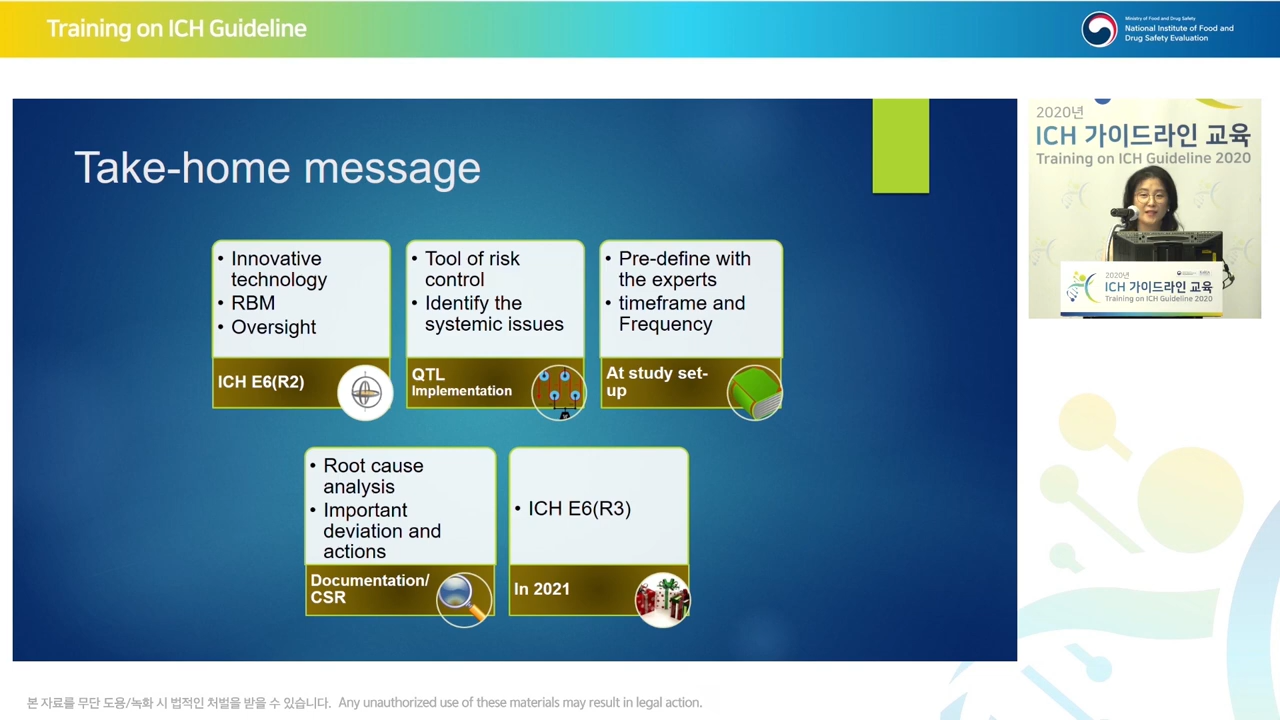 Training on ICH Guideline
Ministry of Food and Drug Safety
National Institute of Food and
Drug Safety Evaluation
Take-home message
• Innovative
technology
• RBM
• Oversight
ICH E6(R2)
• Tool of risk
control
• Identify the
systemic issues
QTL
Implementation
• Pre-define with
the experts
• timeframe and
Frequency
At study set-
up
• Root cause
analysis
• Important
deviation and
actions
Documentation/
CSR
• ICH E6(R3)
In 2021
2020년
ICH 가이드라인 교육
Training on ICH Guideline 2020
2020년
ICH 가이드라인 교육
Training on ICH Guideline 2020
본 자료를 무단 도용/녹화 시 법적인 처벌을 받을 수 있습니다. Any unauthorized use of these materials may result in legal action.